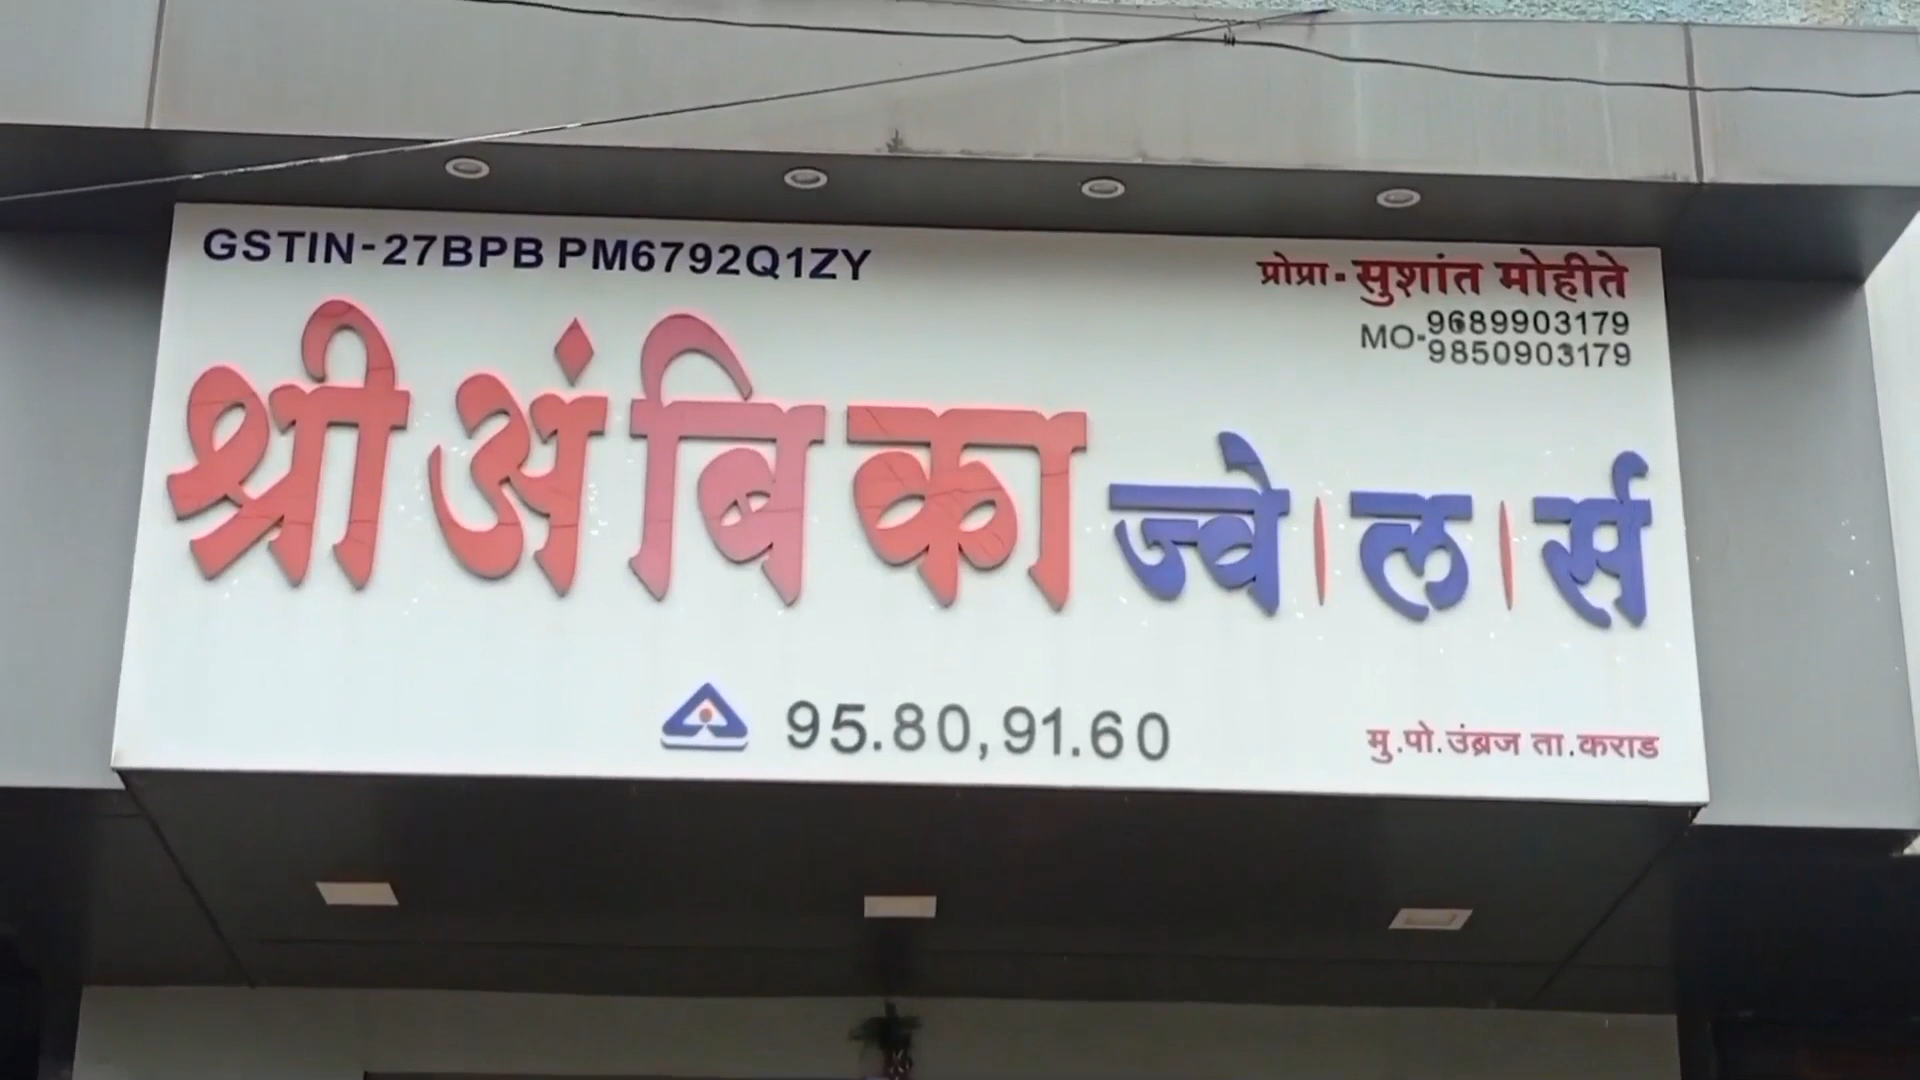 GSTIN-27BPB PM6792Q1ZY
प्रोप्रा-सुशांत मोहीते
MO-9689903179
9850903179
श्री अंबिका ज्वेलर्स
95.80,91.60
मु.पो.उंब्रज ता.कराड